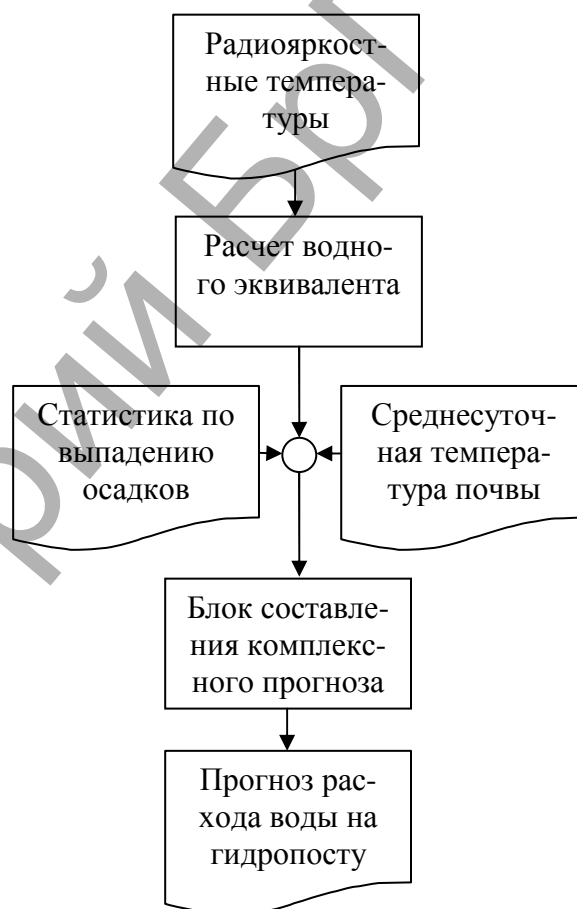 Радиояркост-
ные темпера-
туры
Расчет водно-
го эквивалента
Статистика по
выпадению
осадков
Среднесуточ-
ная темпера-
тура почвы
Блок составле-
ния комплекс-
ного прогноза
Прогноз рас-
хода воды на
гидропосту